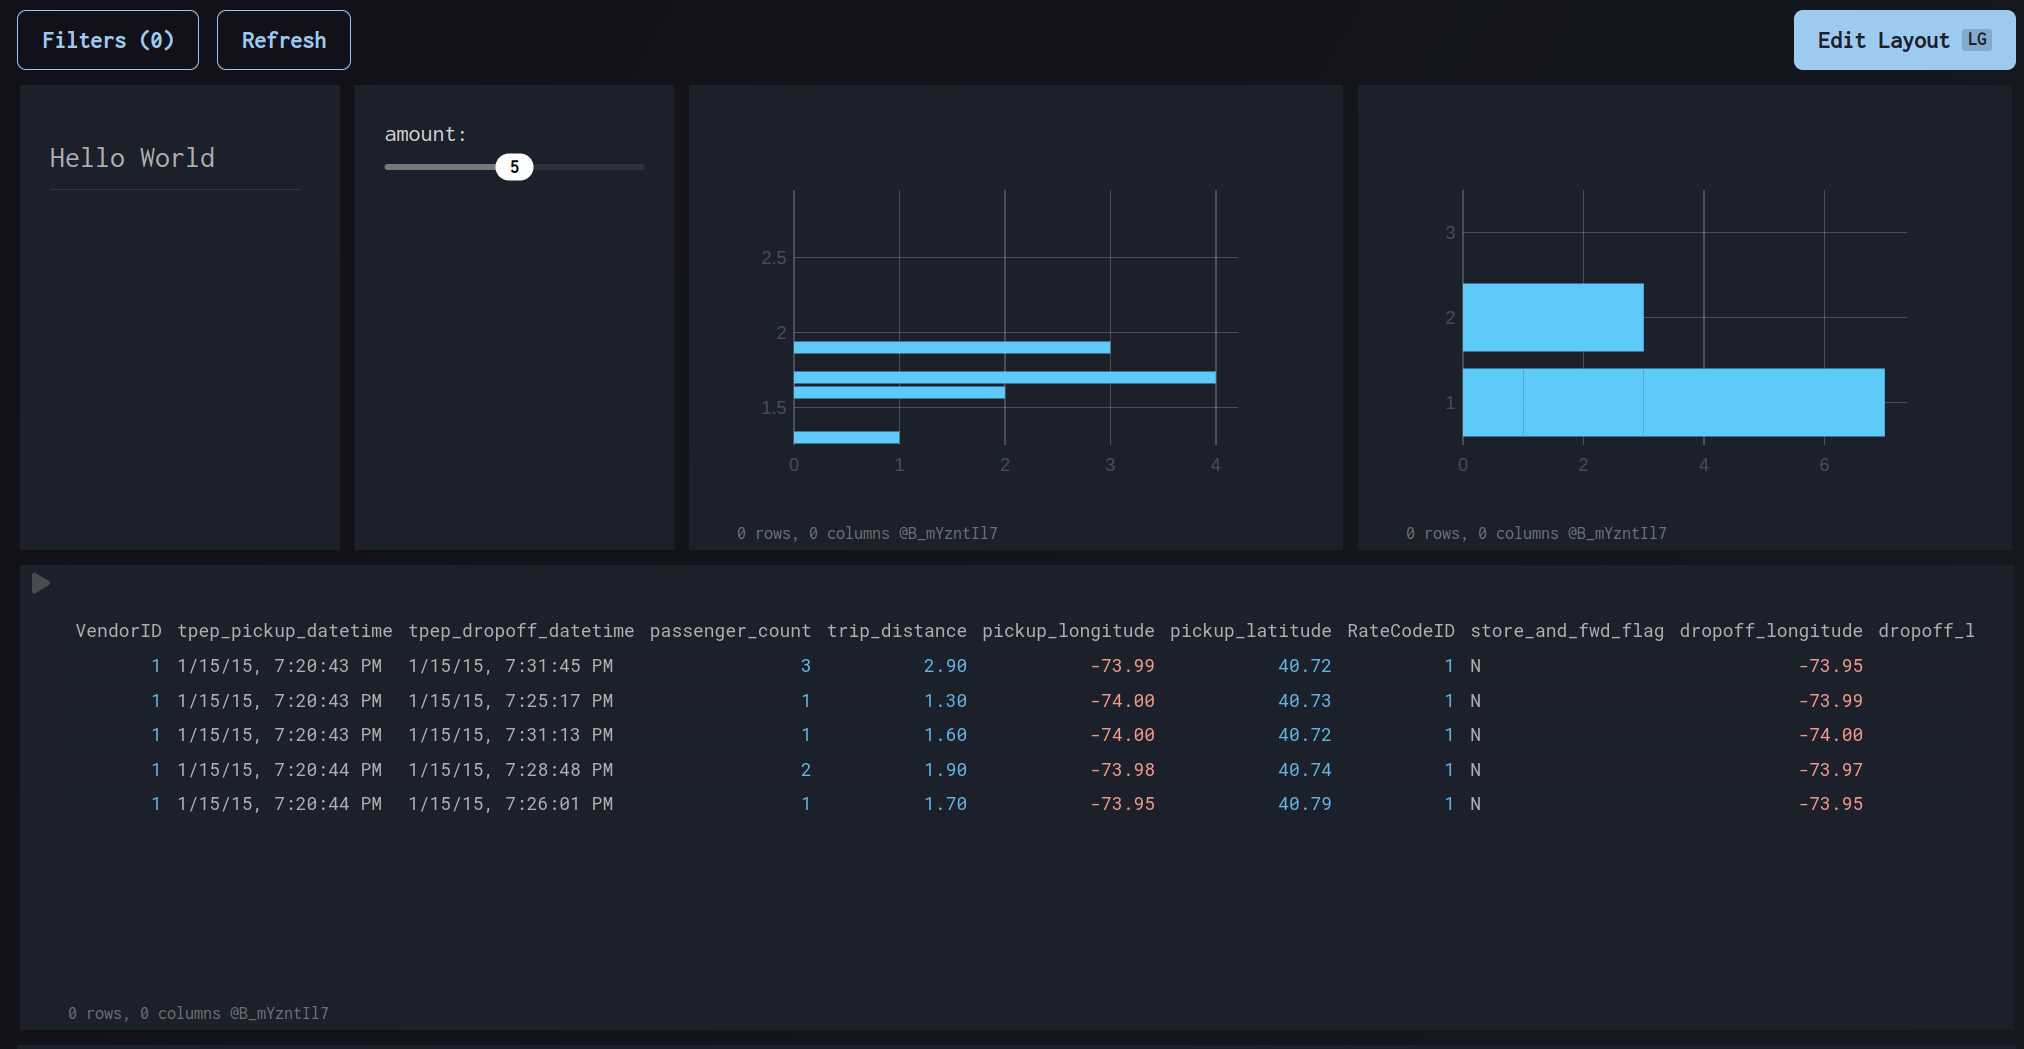 Filters (0) Refresh Edit Layout LG
Hello World
amount:
5
2.5
2
1.5
0 1 2 3 4
0 rows, 0 columns @B_mYzntIl7
3
2
1
0 2 4 6
0 rows, 0 columns @B_mYzntIl7
VendorID tpep_pickup_datetime tpep_dropoff_datetime passenger_count trip_distance pickup_longitude pickup_latitude RateCodeID store_and_fwd_flag dropoff_longitude dropoff_l
1 1/15/15, 7:20:43 PM 1/15/15, 7:31:45 PM 3 2.90 -73.99 40.72 1 N -73.95
1 1/15/15, 7:20:43 PM 1/15/15, 7:25:17 PM 1 1.30 -74.00 40.73 1 N -73.99
1 1/15/15, 7:20:43 PM 1/15/15, 7:31:13 PM 1 1.60 -74.00 40.72 1 N -74.00
1 1/15/15, 7:20:44 PM 1/15/15, 7:28:48 PM 2 1.90 -73.98 40.74 1 N -73.97
1 1/15/15, 7:20:44 PM 1/15/15, 7:26:01 PM 1 1.70 -73.95 40.79 1 N -73.95
0 rows, 0 columns @B_mYzntIl7